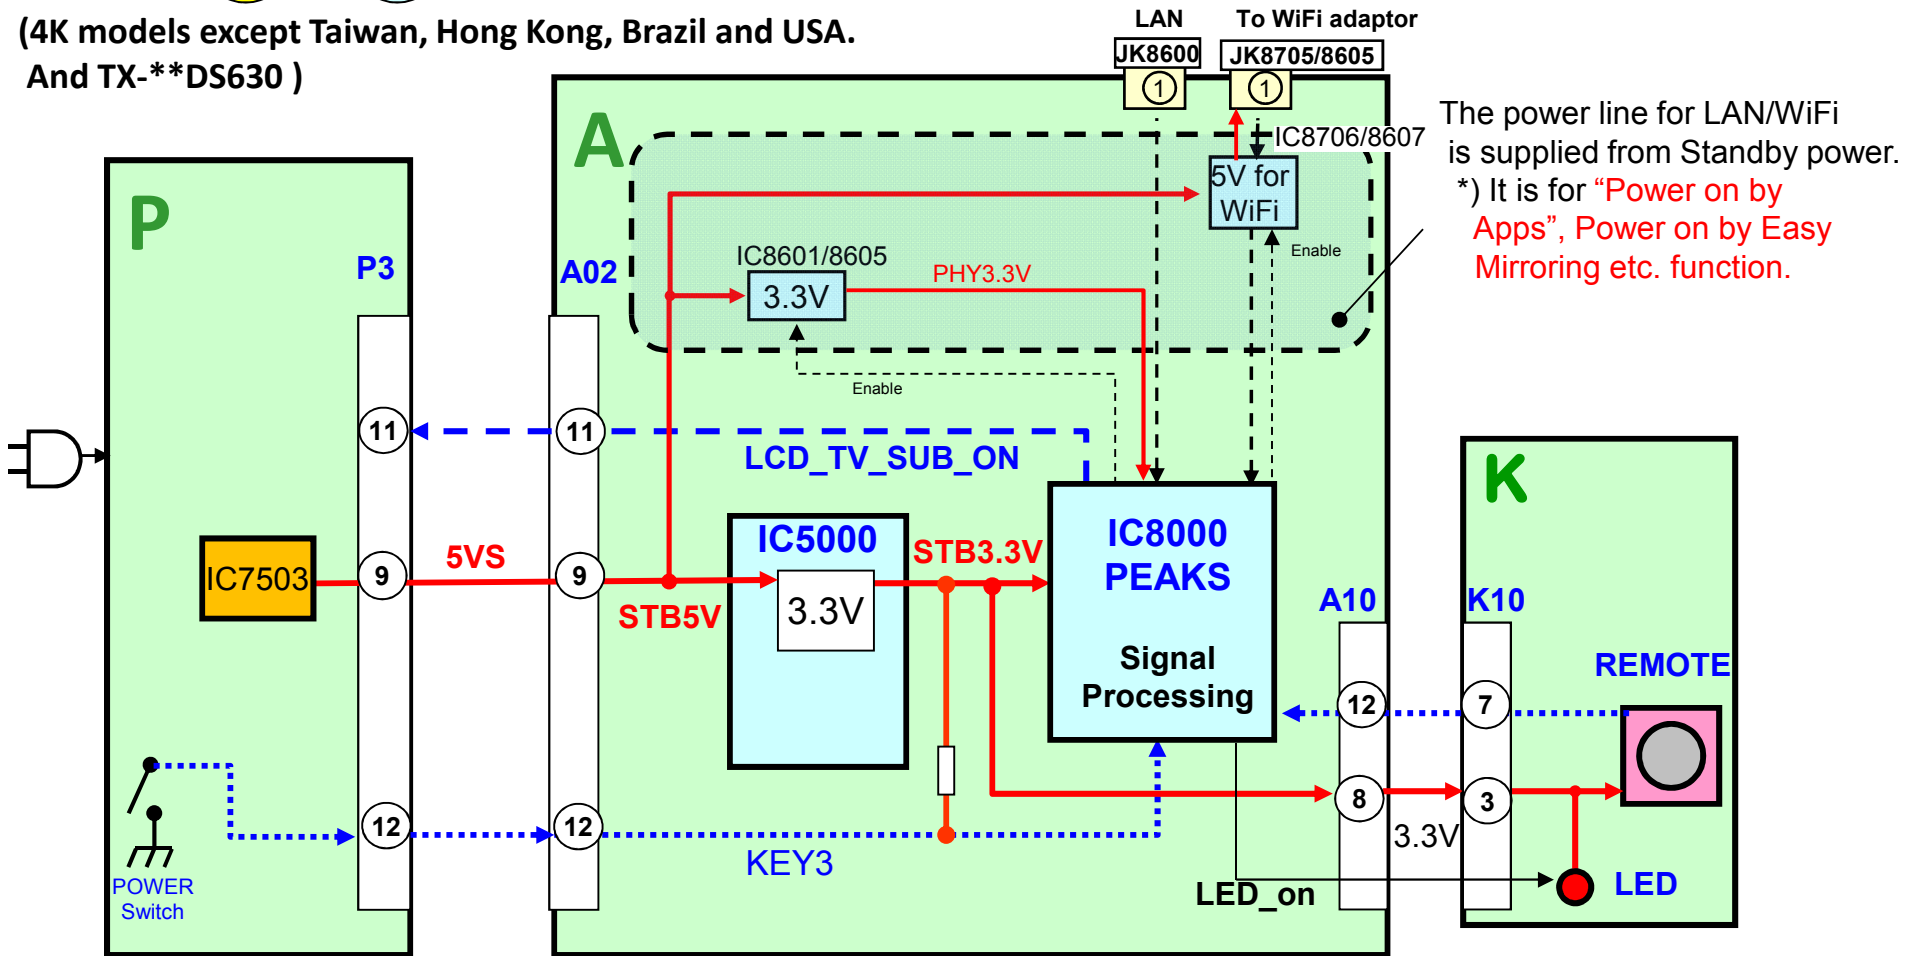 (4K models except Taiwan, Hong Kong, Brazil and USA.
And TX-**DS630 )
LAN
To WiFi adaptor
JK8600
JK8705/8605
1
1
The power line for LAN/WiFi
is supplied from Standby power.
*) It is for “Power on by
Apps”, Power on by Easy
Mirroring etc. function.
A
IC8706/8607
5V for
WiFi
Enable
P
P3
A02
IC8601/8605
3.3V
PHY3.3V
Enable
11
11
LCD_TV_SUB_ON
K
IC7503
9
5VS
9
STB5V
IC5000
3.3V
STB3.3V
IC8000
PEAKS
Signal
Processing
A10
K10
REMOTE
12
7
8
3
3.3V
12
12
KEY3
POWER
Switch
LED_on
LED